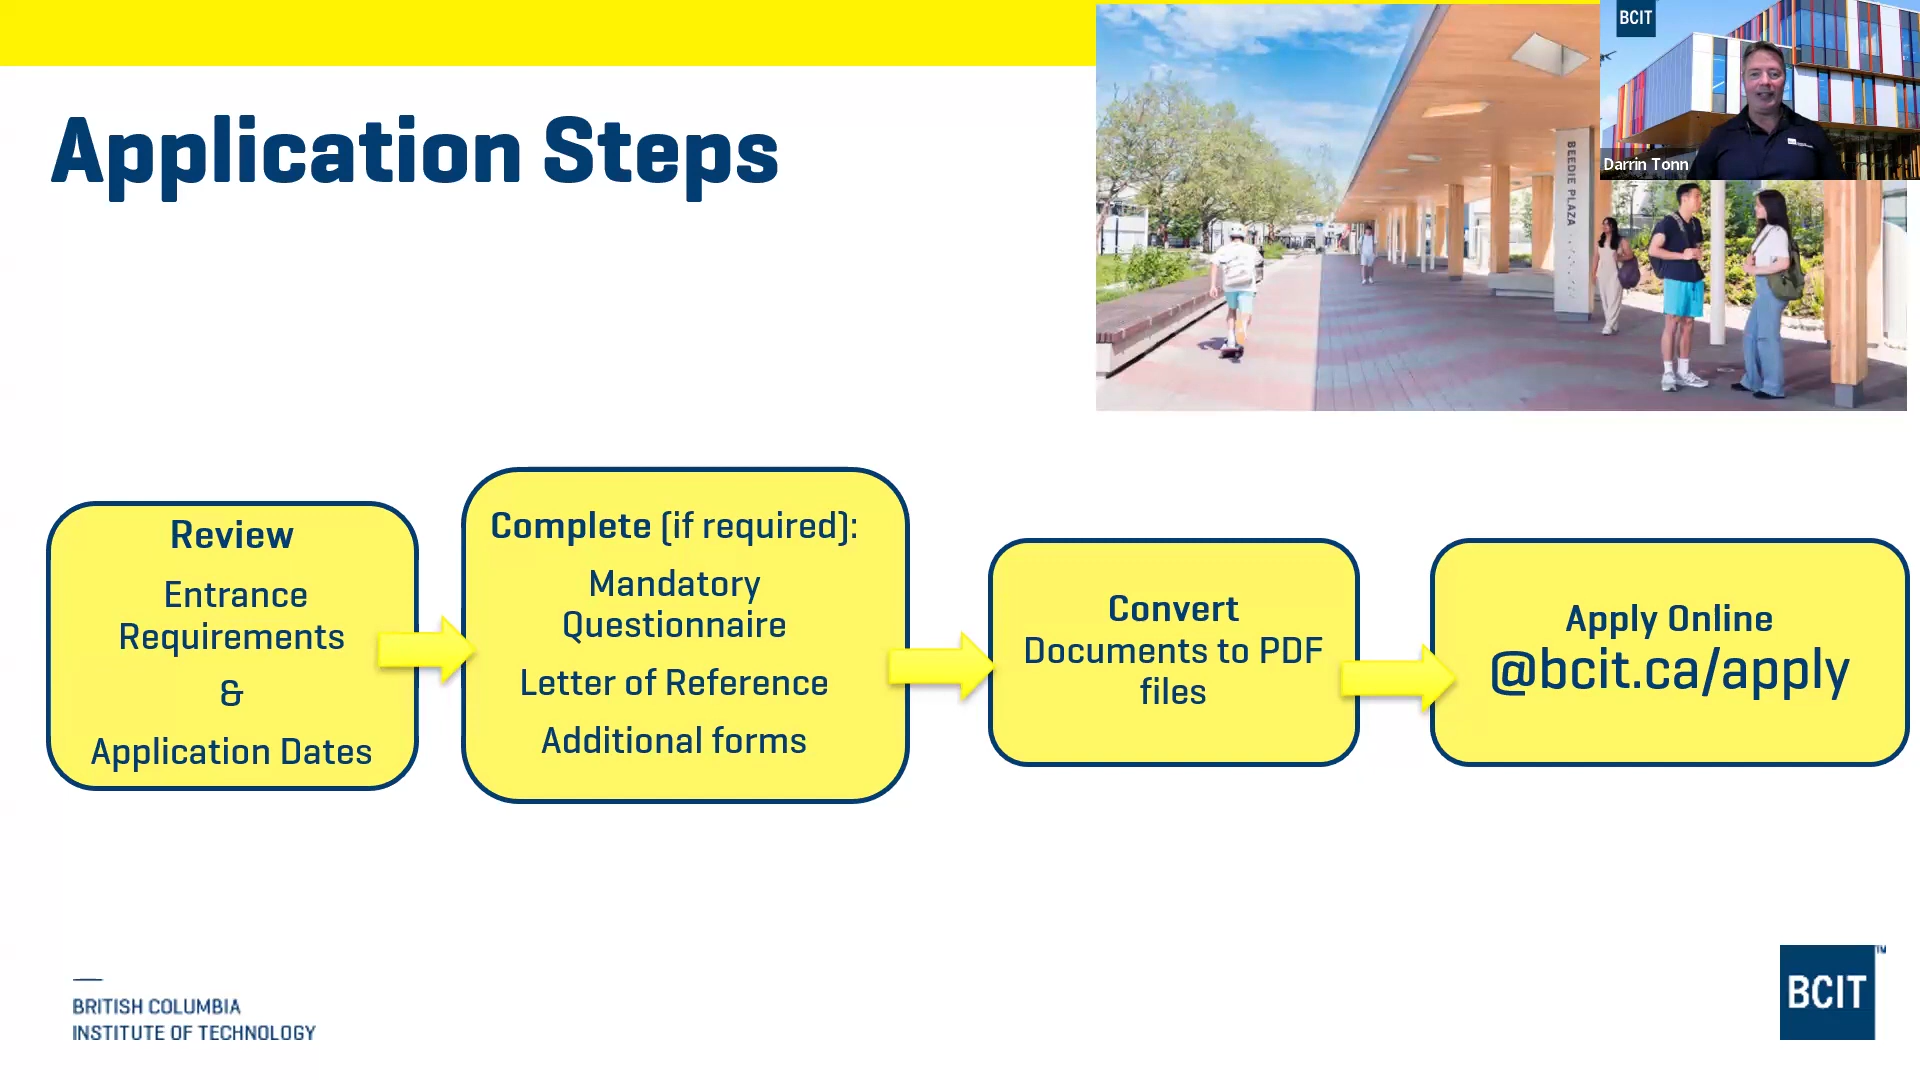 Application Steps
BCIT
Darrin Tonn
BEEDIE PLAZA
Review
Entrance
Requirements
&
Application Dates
Complete (if required):
Mandatory
Questionnaire
Letter of Reference
Additional forms
Convert
Documents to PDF
files
Apply Online
@bcit.ca/apply
BRITISH COLUMBIA
INSTITUTE OF TECHNOLOGY
BCIT™